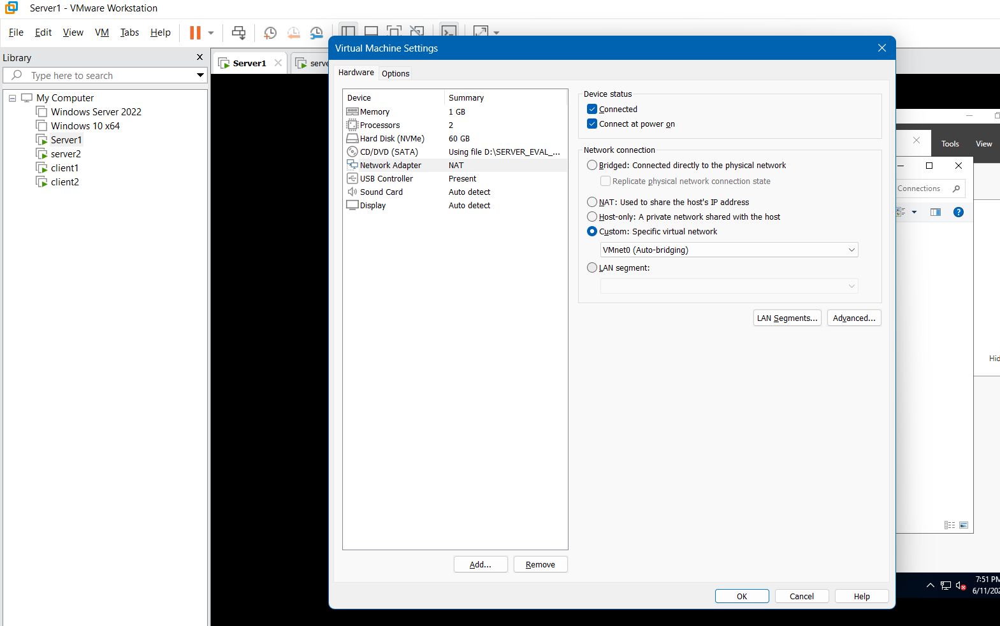 Server1 - VMware Workstation
File Edit View VM Tabs Help
Library
Type here to search
My Computer
Windows Server 2022
Windows 10 x64
Server1
server2
client1
client2
Server1
Virtual Machine Settings
Hardware Options
Device Summary
Memory 1 GB
Processors 2
Hard Disk (NVMe) 60 GB
CD/DVD (SATA) Using file D:\SERVER_EVAL_...
Network Adapter NAT
USB Controller Present
Sound Card Auto detect
Display Auto detect
Add... Remove
Device status
Connected
Connect at power on
Network connection
Bridged: Connected directly to the physical network
Replicate physical network connection state
NAT: Used to share the host's IP address
Host-only: A private network shared with the host
Custom: Specific virtual network
VMnet0 (Auto-bridging)
LAN segment:
LAN Segments... Advanced...
OK Cancel Help
Tools View
Connections
7:51 PM